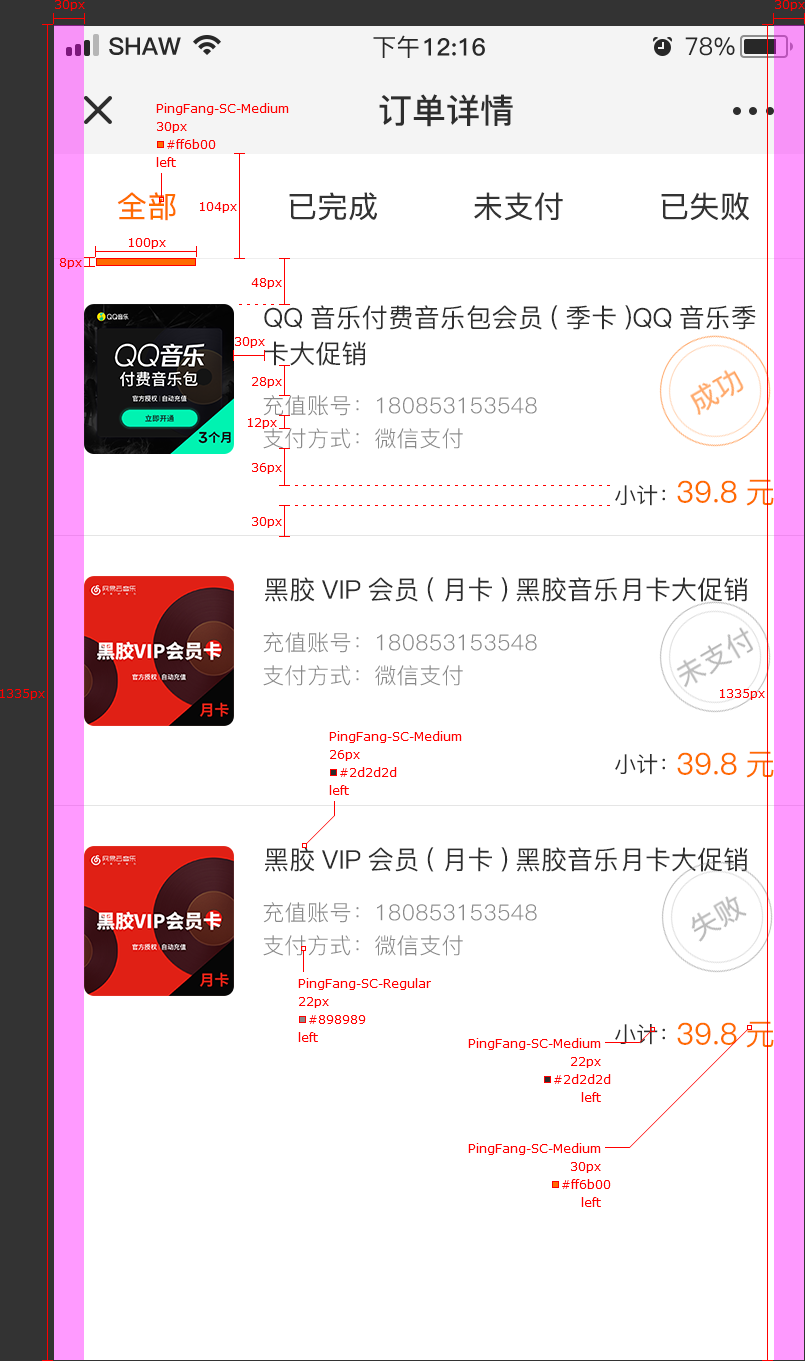 30px
30px
SHAW
下午12:16
78%
订单详情
PingFang-SC-Medium
30px
#ff6b00
left
104px
全部
已完成
未支付
已失败
100px
8px
48px
QQ音乐
QQ音乐
付费音乐包
官方授权 | 自动充值
立即开通
3个月
30px
QQ 音乐付费音乐包会员 ( 季卡 )QQ 音乐季
卡大促销
28px
充值账号: 180853153548
12px
支付方式: 微信支付
成功
36px
小计: 39.8 元
30px
网易云音乐
黑胶VIP会员卡
官方授权 | 自动充值
月卡
黑胶 VIP 会员 ( 月卡 ) 黑胶音乐月卡大促销
充值账号: 180853153548
支付方式: 微信支付
未支付
1335px
1335px
小计: 39.8 元
PingFang-SC-Medium
26px
#2d2d2d
left
网易云音乐
黑胶VIP会员卡
官方授权 | 自动充值
月卡
黑胶 VIP 会员 ( 月卡 ) 黑胶音乐月卡大促销
充值账号: 180853153548
支付方式: 微信支付
失败
PingFang-SC-Regular
22px
#898989
left
小计: 39.8 元
PingFang-SC-Medium
22px
#2d2d2d
left
PingFang-SC-Medium
30px
#ff6b00
left